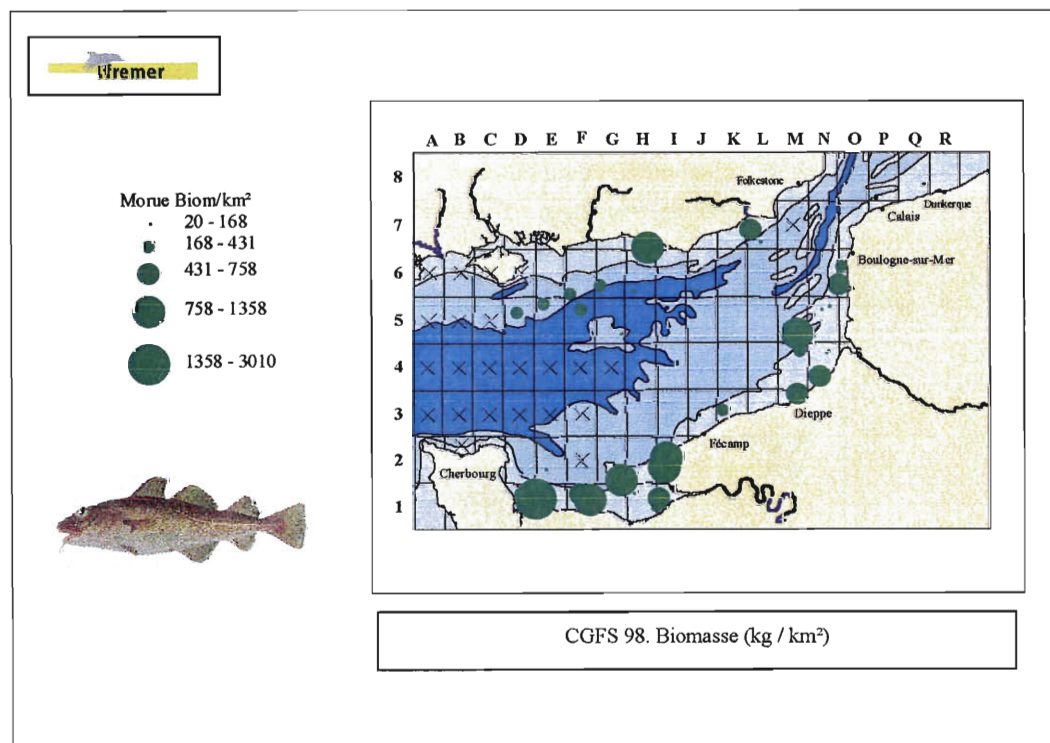 Ifremer
Morue Biom/km²
20 - 168
168 - 431
431 - 758
758 - 1358
1358 - 3010
A B C D E F G H I J K L M N O P Q R
8
7
6
5
4
3
2
1
Folkestone
Dunkerque
Calais
Boulogne-sur-Mer
Dieppe
Fécamp
Cherbourg
CGFS 98. Biomasse (kg / km²)